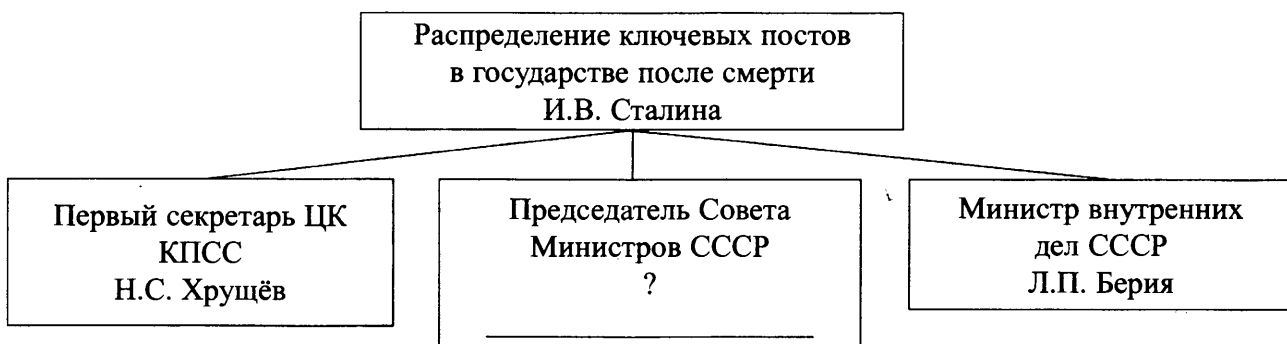 Распределение ключевых постов
в государстве после смерти
И.В. Сталина
Первый секретарь ЦК
КПСС
Н.С. Хрущёв
Председатель Совета
Министров СССР
?
Министр внутренних
дел СССР
Л.П. Берия